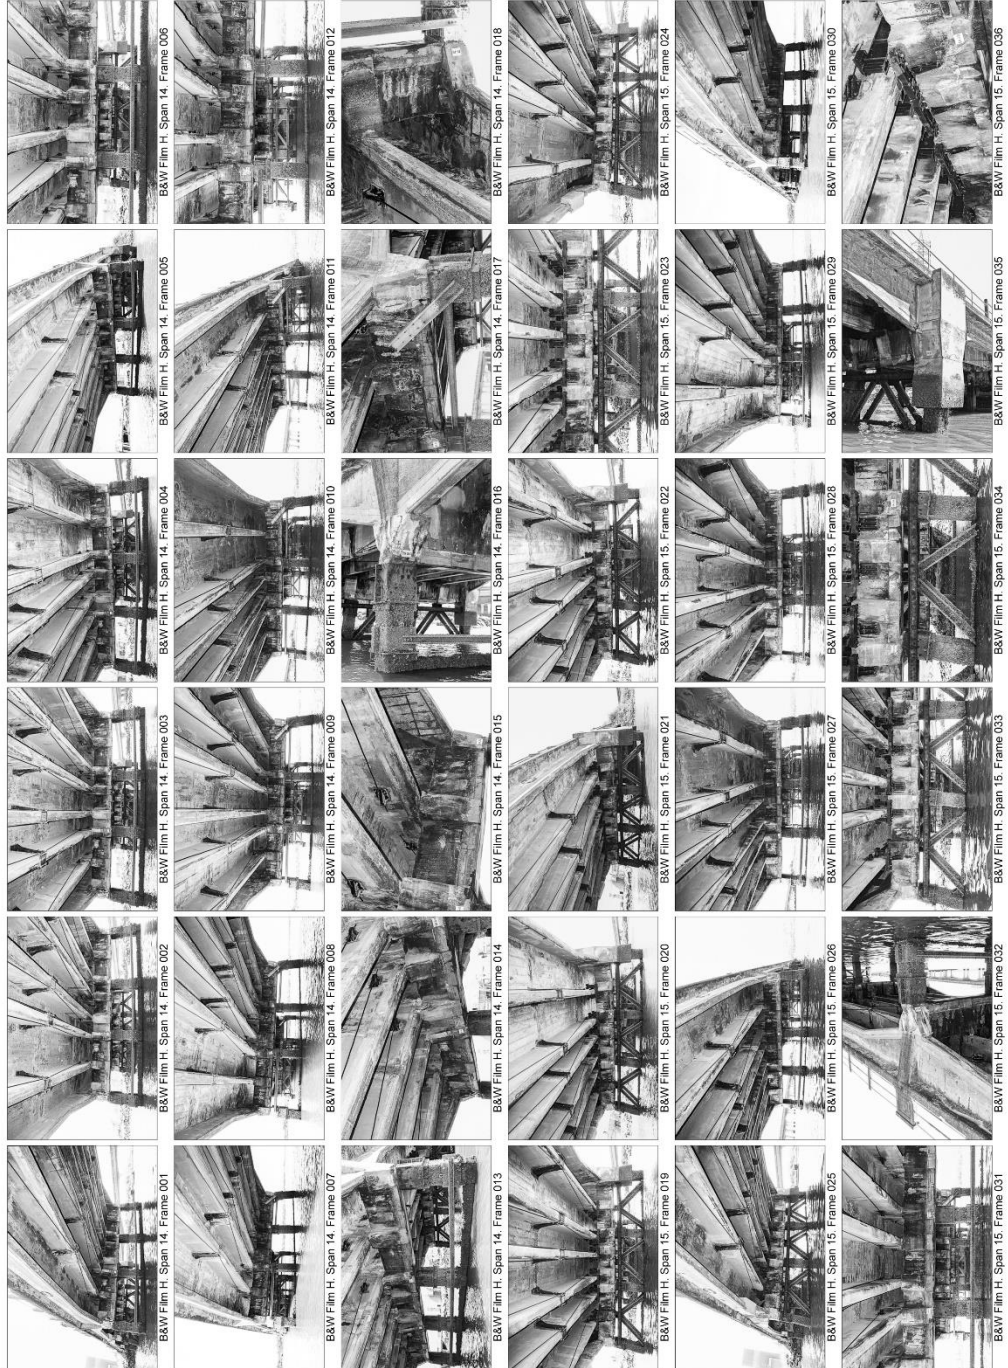 B&W Film H. Span 14. Frame 001
B&W Film H. Span 14. Frame 002
B&W Film H. Span 14. Frame 003
B&W Film H. Span 14. Frame 004
B&W Film H. Span 14. Frame 005
B&W Film H. Span 14. Frame 006
B&W Film H. Span 14. Frame 007
B&W Film H. Span 14. Frame 008
B&W Film H. Span 14. Frame 009
B&W Film H. Span 14. Frame 010
B&W Film H. Span 14. Frame 011
B&W Film H. Span 14. Frame 012
B&W Film H. Span 14. Frame 013
B&W Film H. Span 14. Frame 014
B&W Film H. Span 14. Frame 015
B&W Film H. Span 14. Frame 016
B&W Film H. Span 14. Frame 017
B&W Film H. Span 14. Frame 018
B&W Film H. Span 15. Frame 019
B&W Film H. Span 15. Frame 020
B&W Film H. Span 15. Frame 021
B&W Film H. Span 15. Frame 022
B&W Film H. Span 15. Frame 023
B&W Film H. Span 15. Frame 024
B&W Film H. Span 15. Frame 025
B&W Film H. Span 15. Frame 026
B&W Film H. Span 15. Frame 027
B&W Film H. Span 15. Frame 028
B&W Film H. Span 15. Frame 029
B&W Film H. Span 15. Frame 030
B&W Film H. Span 15. Frame 031
B&W Film H. Span 15. Frame 032
B&W Film H. Span 15. Frame 033
B&W Film H. Span 15. Frame 034
B&W Film H. Span 15. Frame 035
B&W Film H. Span 15. Frame 036